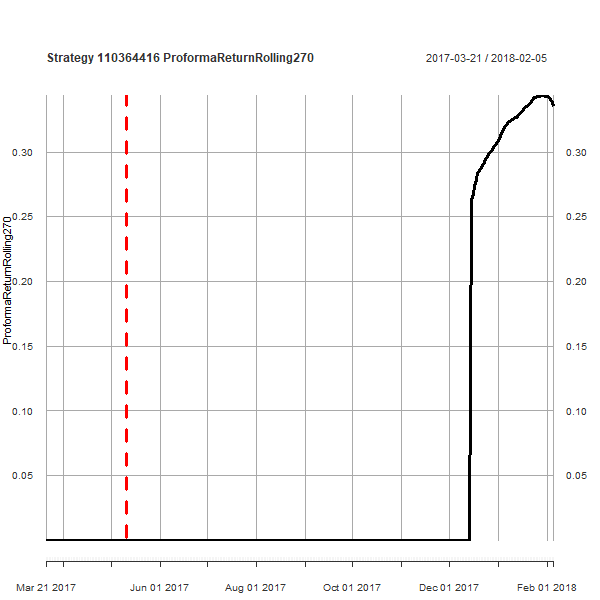 Strategy 110364416 ProformaReturnRolling270
2017-03-21 / 2018-02-05
ProformaReturnRolling270
0.30
0.25
0.20
0.15
0.10
0.05
0.30
0.25
0.20
0.15
0.10
0.05
Mar 21 2017
Jun 01 2017
Aug 01 2017
Oct 02 2017
Dec 01 2017
Feb 01 2018